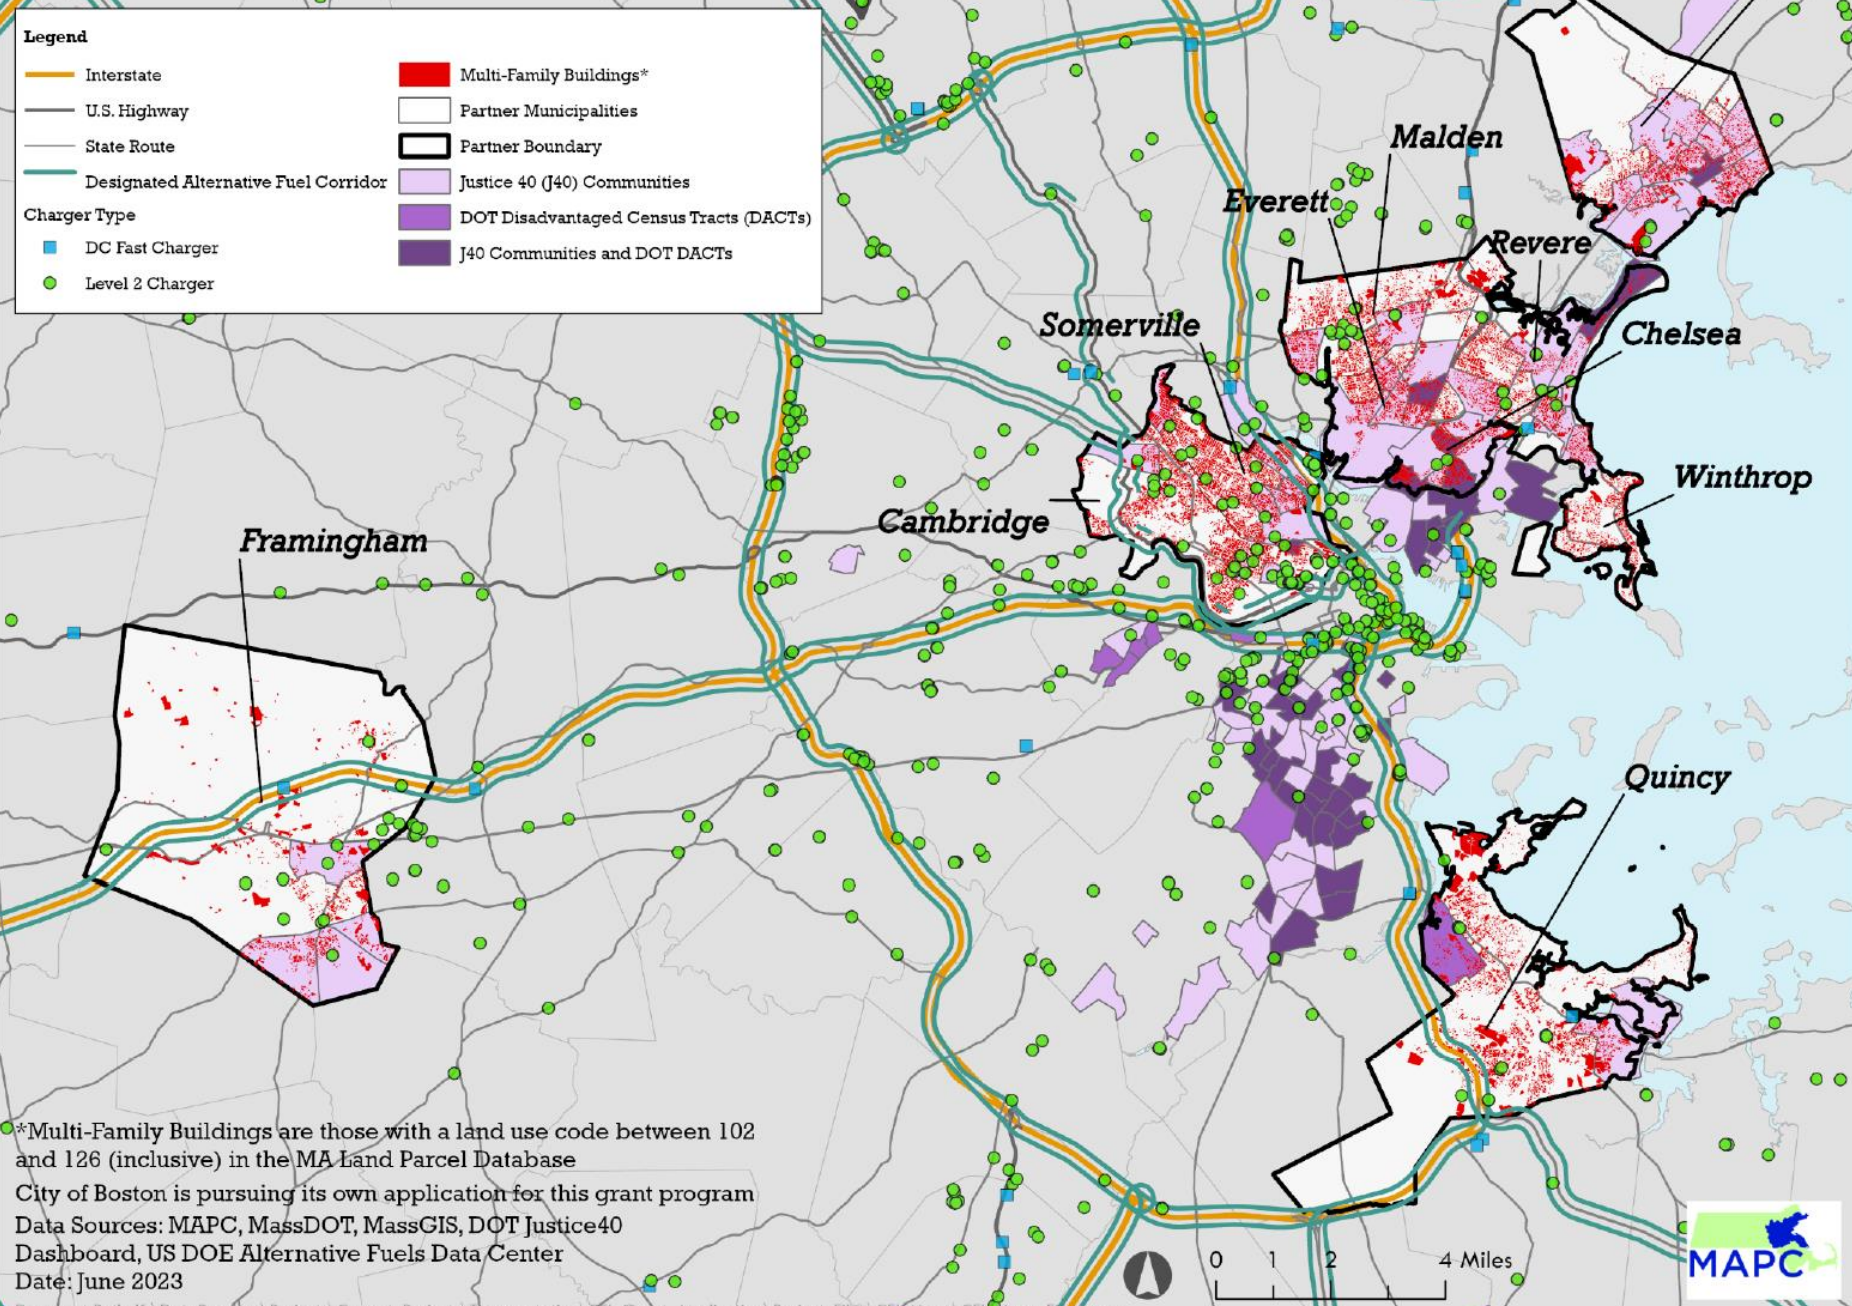 Legend
Interstate
U.S. Highway
State Route
Designated Alternative Fuel Corridor
Charger Type
DC Fast Charger
Level 2 Charger
Multi-Family Buildings*
Partner Municipalities
Partner Boundary
Justice 40 (J40) Communities
DOT Disadvantaged Census Tracts (DACTs)
J40 Communities and DOT DACTs
Malden
Everett
Revere
Somerville
Chelsea
Winthrop
Cambridge
Framingham
Quincy
*Multi-Family Buildings are those with a land use code between 102
and 126 (inclusive) in the MA Land Parcel Database
City of Boston is pursuing its own application for this grant program
Data Sources: MAPC, MassDOT, MassGIS, DOT Justice40
Dashboard, US DOE Alternative Fuels Data Center
Date: June 2023
0 1 2 4 Miles
MAPC